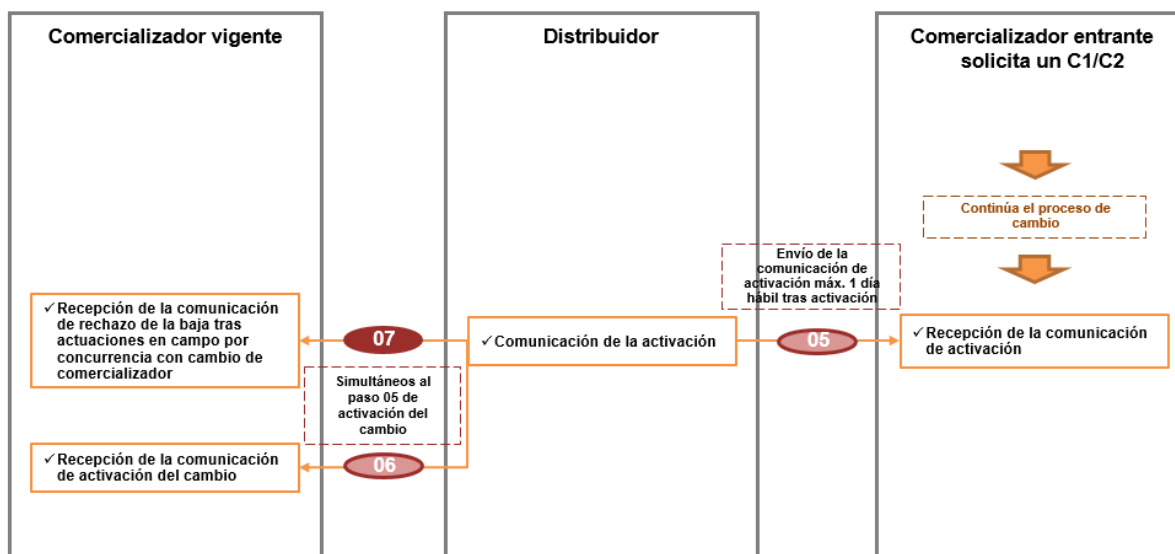 Comercializador vigente
Distribuidor
Comercializador entrante
solicita un C1/C2
Continúa el proceso de
cambio
Envío de la
comunicación de
activación máx. 1 día
hábil tras activación
✓Recepción de la comunicación
de rechazo de la baja tras
actuaciones en campo por
concurrencia con cambio de
comercializador
07
✓Comunicación de la activación
05
✓Recepción de la comunicación
de activación
Simultáneos al
paso 05 de
activación del
cambio
✓Recepción de la comunicación
de activación del cambio
06